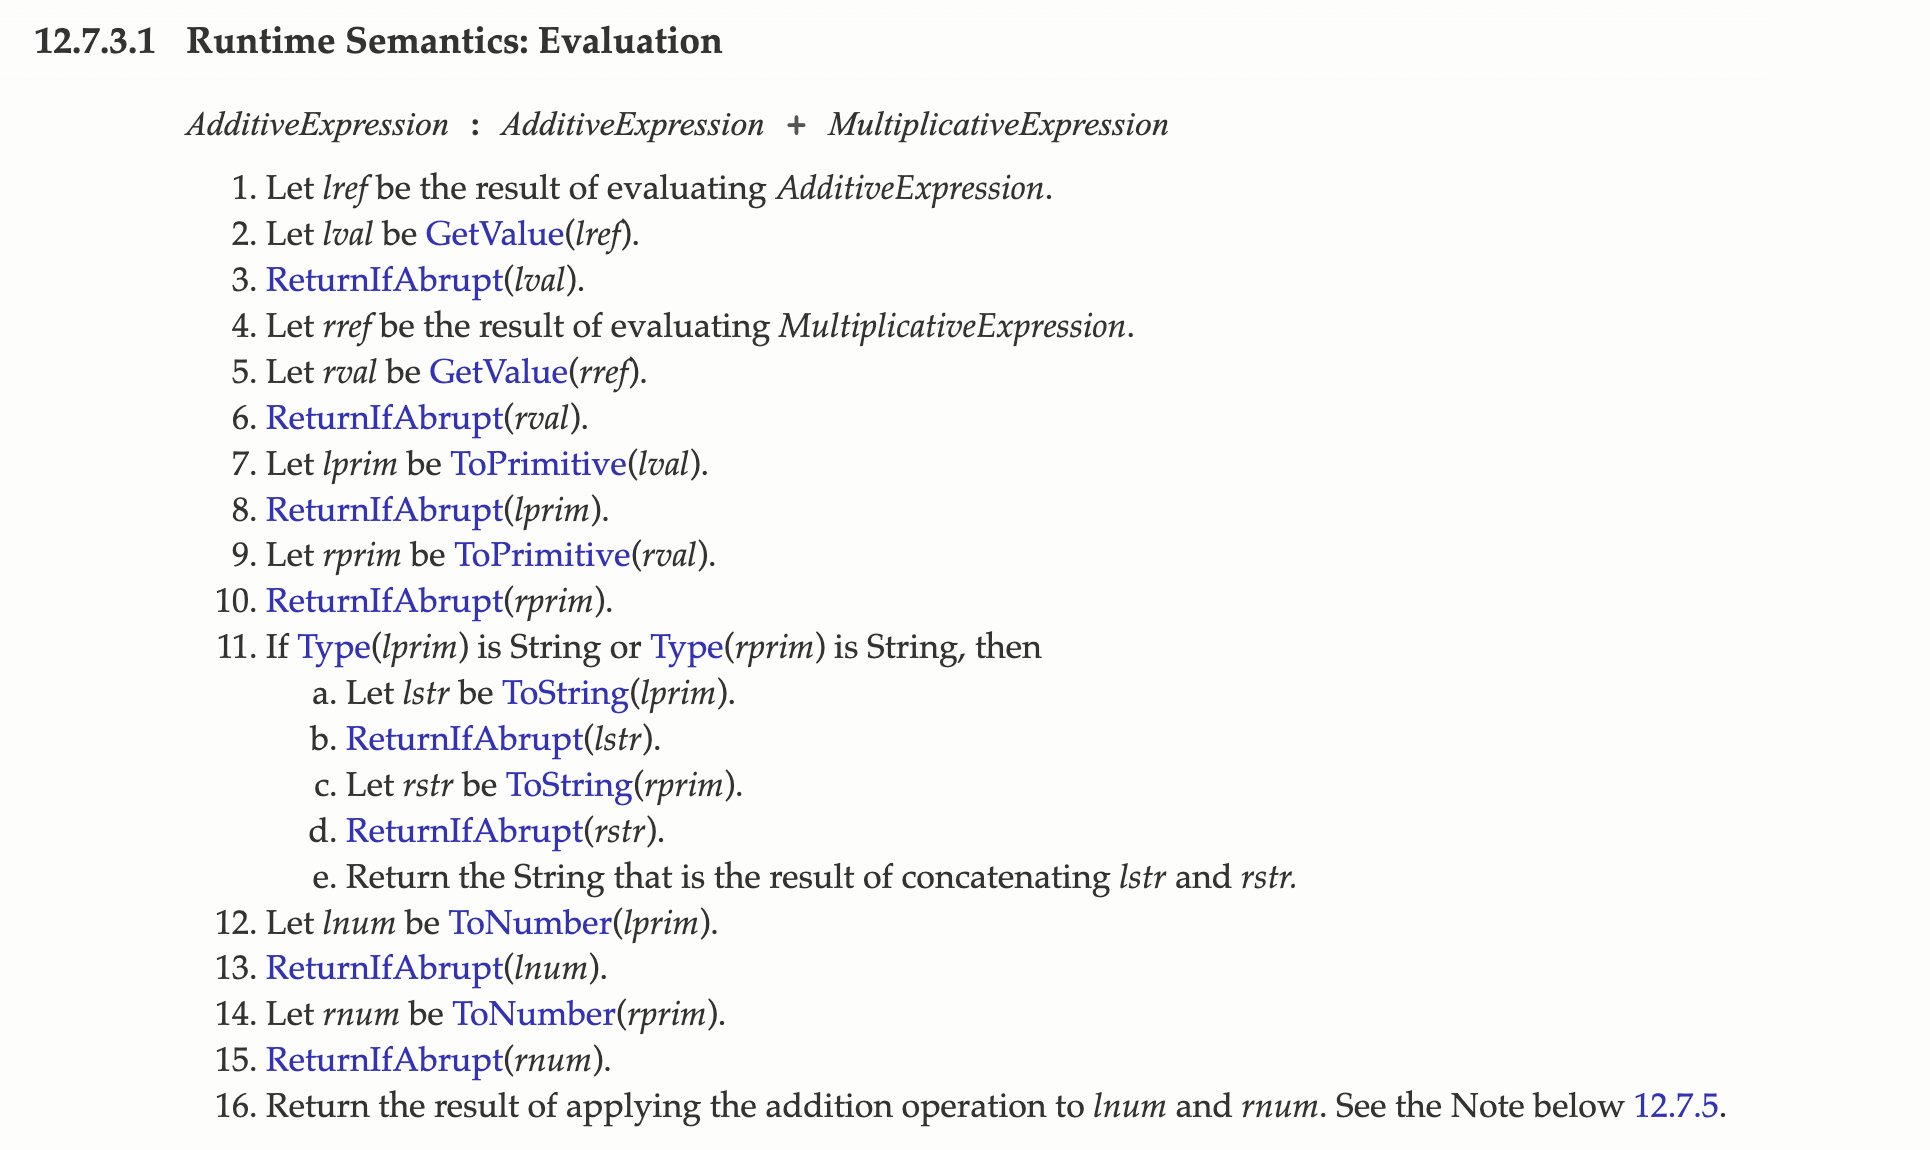 12.7.3.1 Runtime Semantics: Evaluation
AdditiveExpression : AdditiveExpression + MultiplicativeExpression
1. Let lref be the result of evaluating AdditiveExpression.
2. Let lval be GetValue(lref).
3. ReturnIfAbrupt(lval).
4. Let rref be the result of evaluating MultiplicativeExpression.
5. Let rval be GetValue(rref).
6. ReturnIfAbrupt(rval).
7. Let lprim be ToPrimitive(lval).
8. ReturnIfAbrupt(lprim).
9. Let rprim be ToPrimitive(rval).
10. ReturnIfAbrupt(rprim).
11. If Type(lprim) is String or Type(rprim) is String, then
a. Let lstr be ToString(lprim).
b. ReturnIfAbrupt(lstr).
c. Let rstr be ToString(rprim).
d. ReturnIfAbrupt(rstr).
e. Return the String that is the result of concatenating lstr and rstr.
12. Let lnum be ToNumber(lprim).
13. ReturnIfAbrupt(lnum).
14. Let rnum be ToNumber(rprim).
15. ReturnIfAbrupt(rnum).
16. Return the result of applying the addition operation to lnum and rnum. See the Note below 12.7.5.